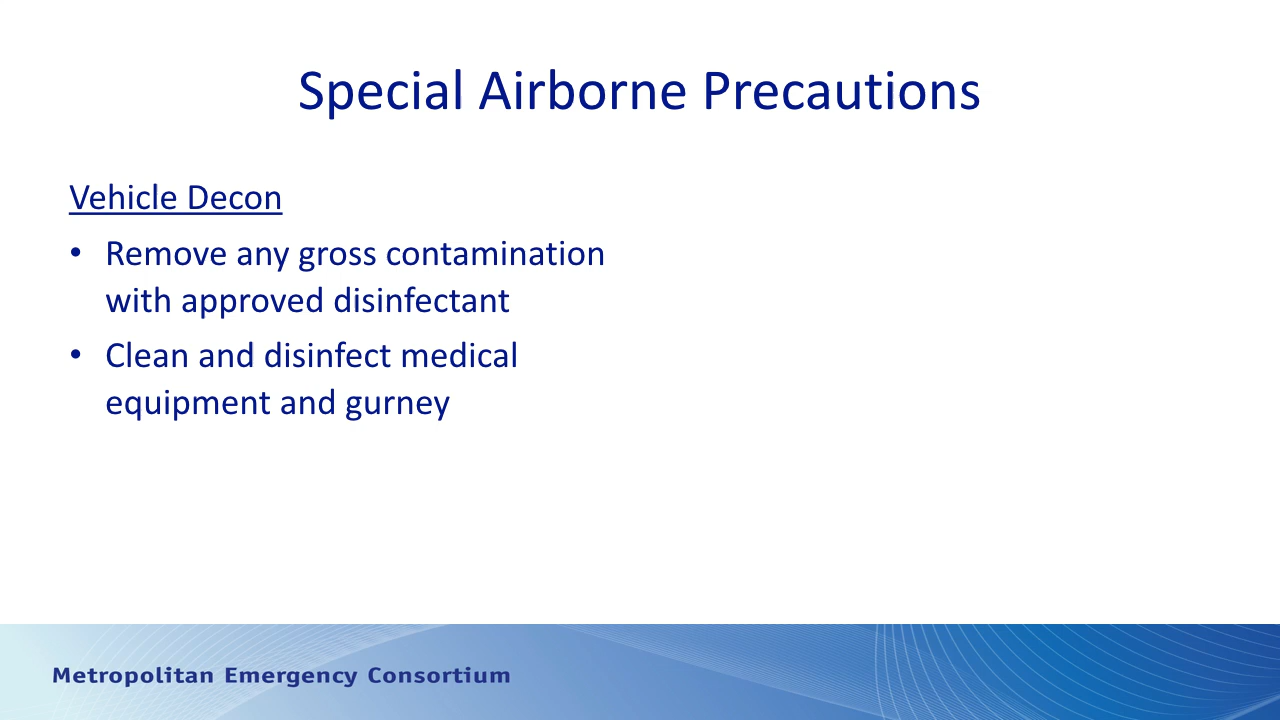 Special Airborne Precautions
Vehicle Decon
• Remove any gross contamination
with approved disinfectant
• Clean and disinfect medical
equipment and gurney
Metropolitan Emergency Consortium